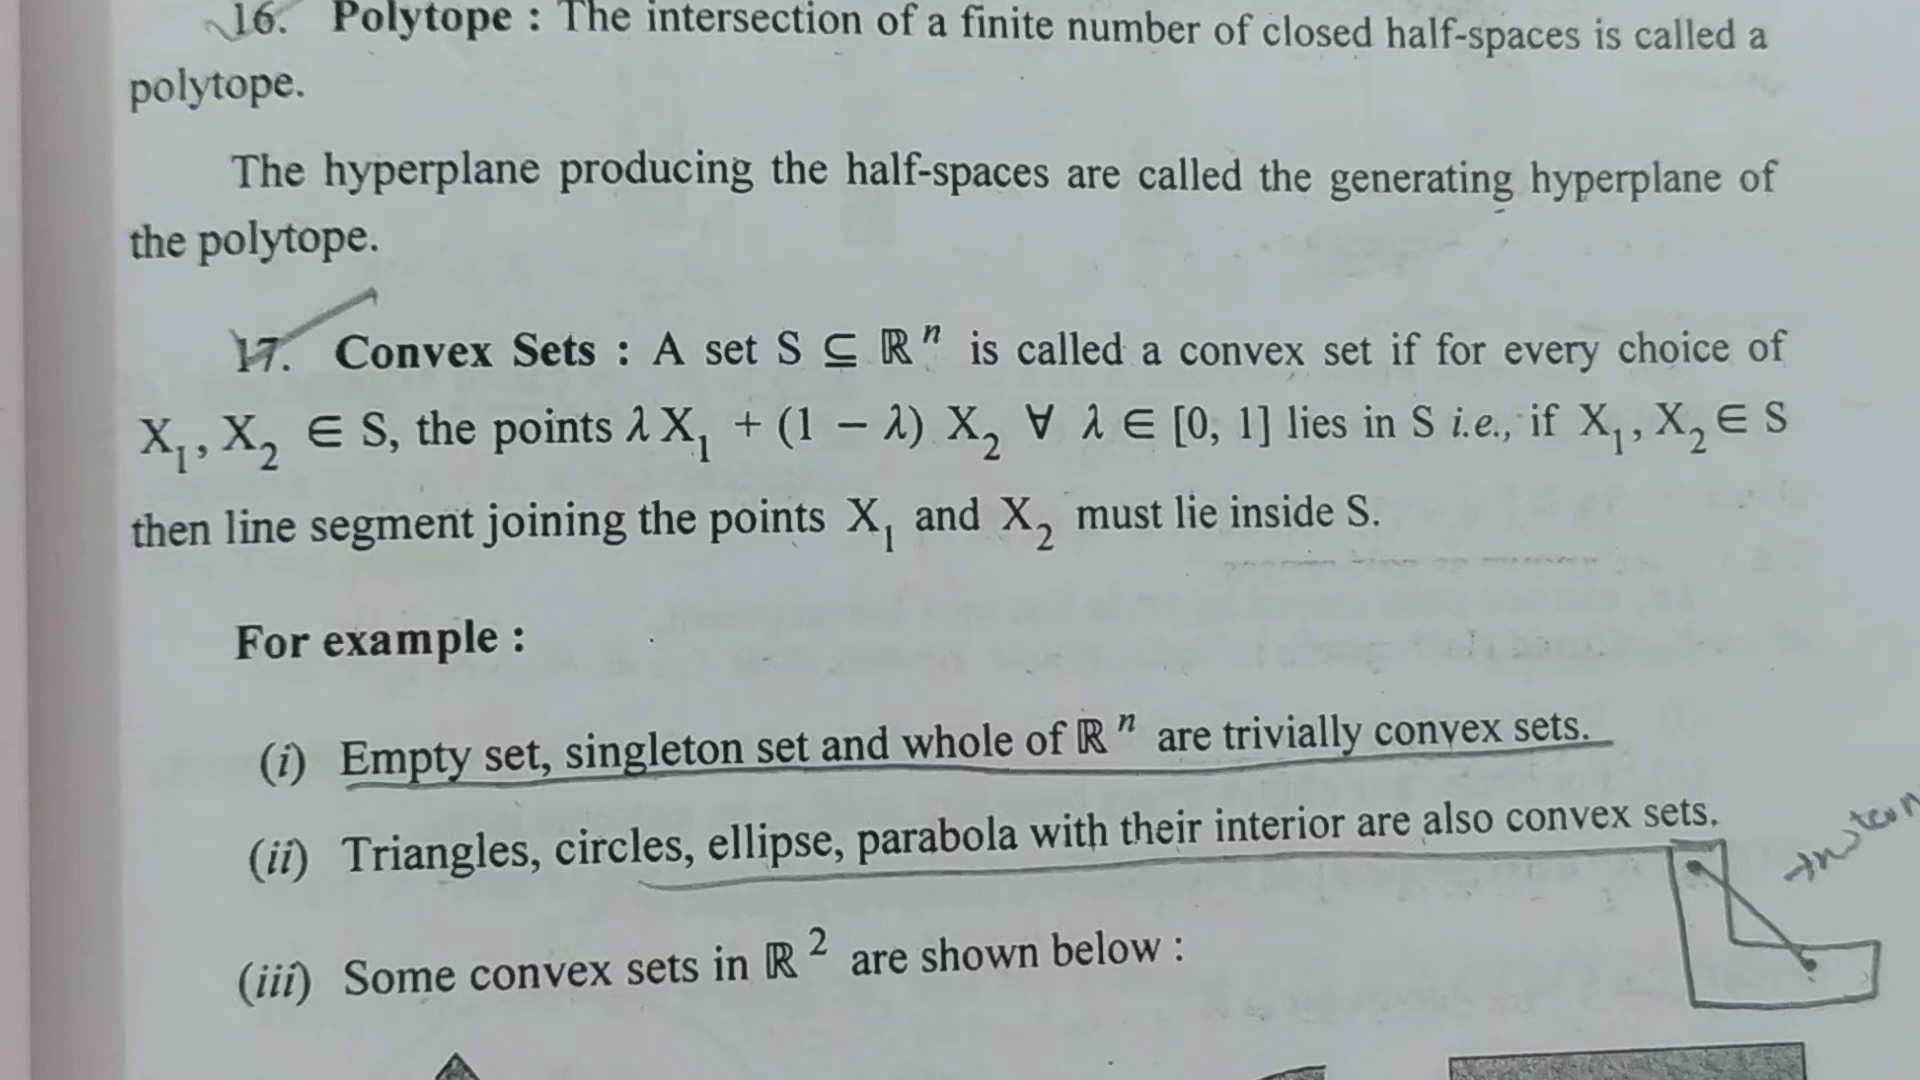 16. Polytope : The intersection of a finite number of closed half-spaces is called a
polytope.
The hyperplane producing the half-spaces are called the generating hyperplane of
the polytope.
17. Convex Sets : A set S ⊆ ℝⁿ is called a convex set if for every choice of
X₁, X₂ ∈ S, the points λ X₁ + (1 − λ) X₂ ∀ λ ∈ [0, 1] lies in S i.e., if X₁, X₂ ∈ S
then line segment joining the points X₁ and X₂ must lie inside S.
For example :
(i) Empty set, singleton set and whole of ℝⁿ are trivially convex sets.
(ii) Triangles, circles, ellipse, parabola with their interior are also convex sets.
(iii) Some convex sets in ℝ² are shown below :